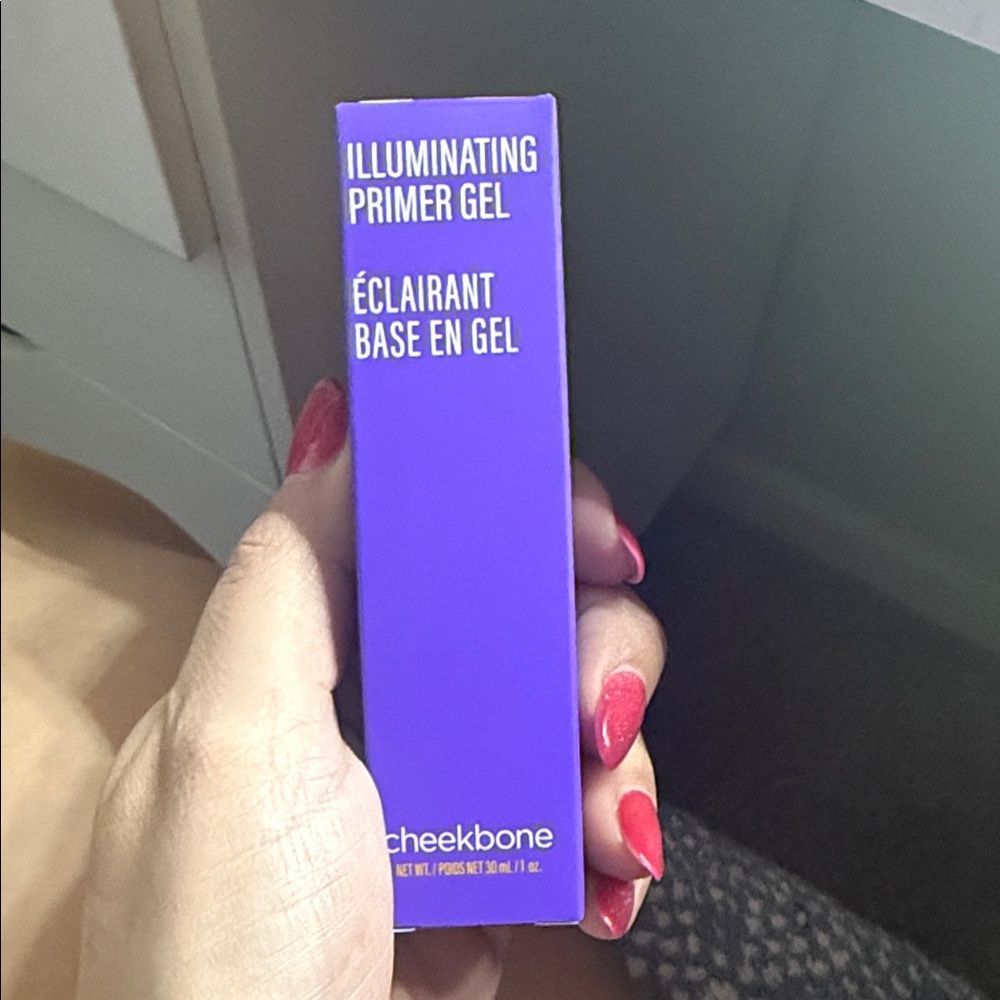 ILLUMINATING
PRIMER GEL
ÉCLAIRANT
BASE EN GEL
cheekbone
NET WT. / POIDS NET 30 mL / 1 oz.